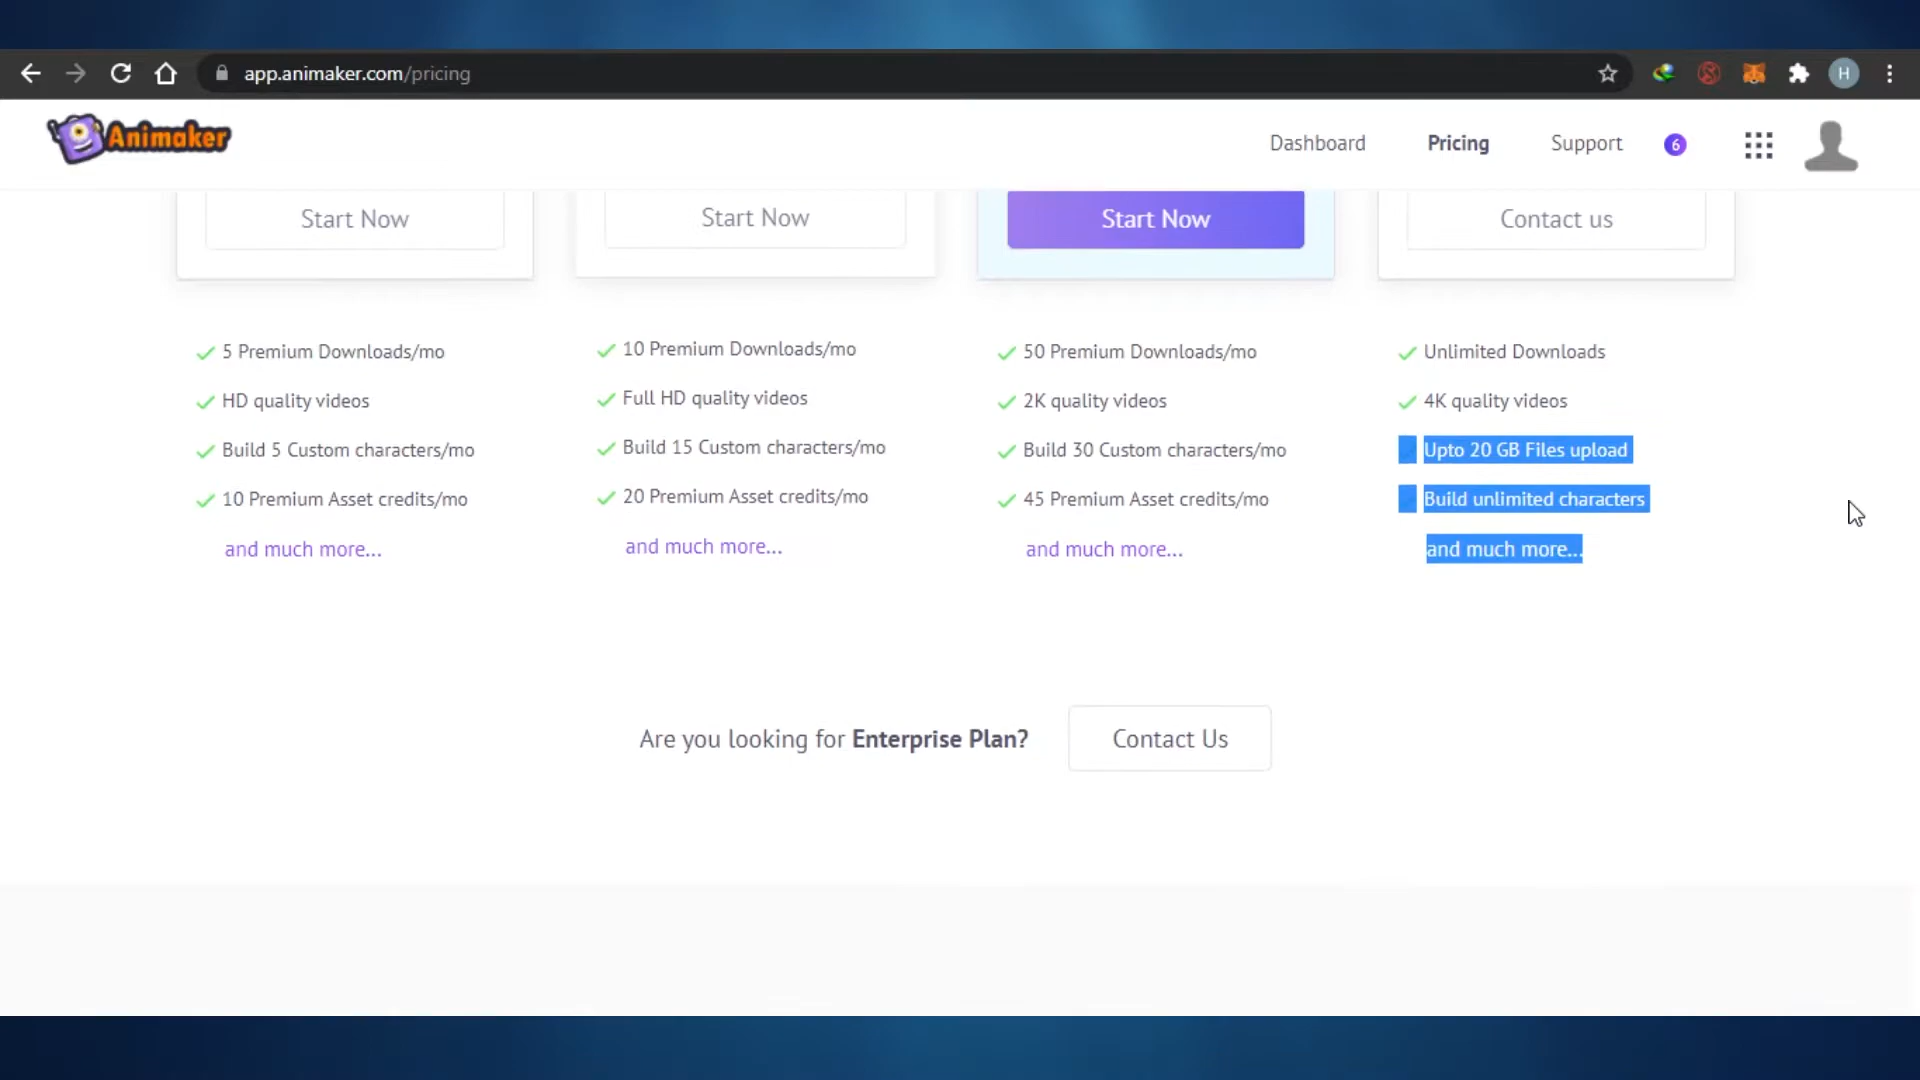 app.animaker.com/pricing
H
Animaker
Dashboard
Pricing
Support
6
Start Now
Start Now
Start Now
Contact us
5 Premium Downloads/mo
HD quality videos
Build 5 Custom characters/mo
10 Premium Asset credits/mo
and much more...
10 Premium Downloads/mo
Full HD quality videos
Build 15 Custom characters/mo
20 Premium Asset credits/mo
and much more...
50 Premium Downloads/mo
2K quality videos
Build 30 Custom characters/mo
45 Premium Asset credits/mo
and much more...
Unlimited Downloads
4K quality videos
Upto 20 GB Files upload
Build unlimited characters
and much more...
Are you looking for Enterprise Plan?
Contact Us